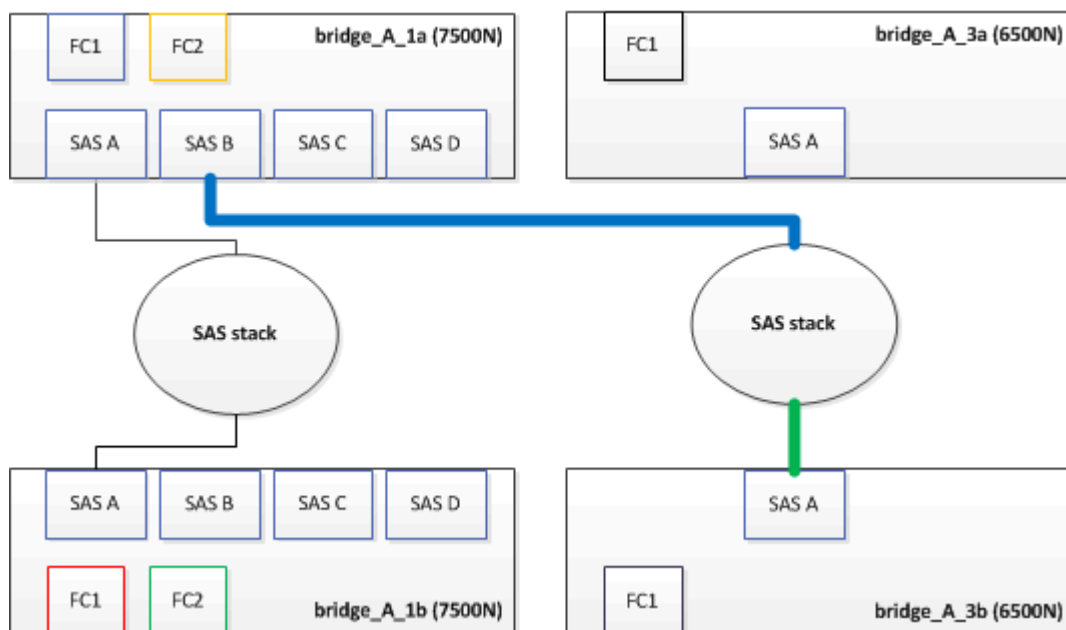 FC1 FC2 bridge_A_1a (7500N)
SAS A SAS B SAS C SAS D
FC1 bridge_A_3a (6500N)
SAS A
SAS stack
SAS stack
SAS A SAS B SAS C SAS D
FC1 FC2 bridge_A_1b (7500N)
SAS A
FC1 bridge_A_3b (6500N)